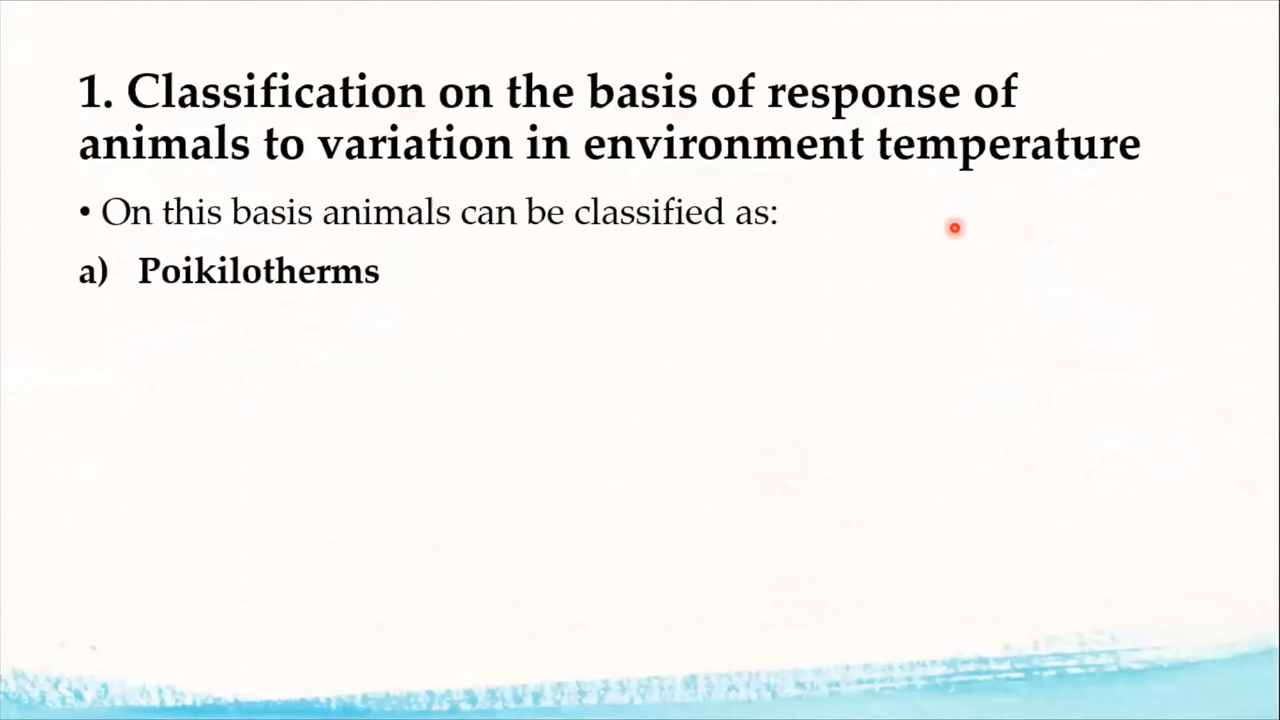 1. Classification on the basis of response of
animals to variation in environment temperature
• On this basis animals can be classified as:
a) Poikilotherms